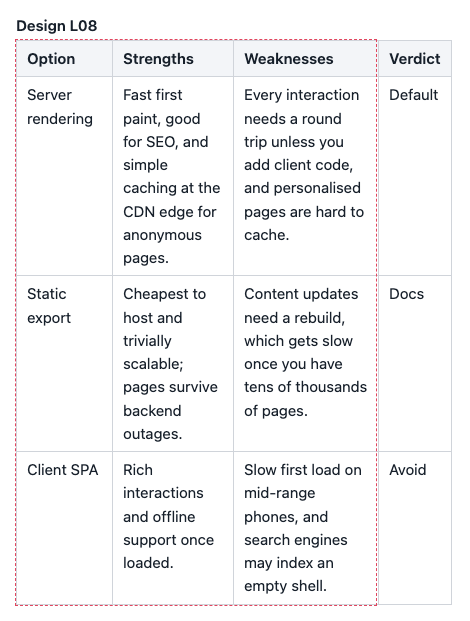 Design L08
Option Strengths Weaknesses Verdict
Server
rendering
Fast first
paint, good
for SEO, and
simple
caching at the
CDN edge for
anonymous
pages.
Every interaction
needs a round
trip unless you
add client code,
and personalised
pages are hard to
cache.
Default
Static
export
Cheapest to
host and
trivially
scalable;
pages survive
backend
outages.
Content updates
need a rebuild,
which gets slow
once you have
tens of thousands
of pages.
Docs
Client SPA
Rich
interactions
and offline
support once
loaded.
Slow first load on
mid-range
phones, and
search engines
may index an
empty shell.
Avoid